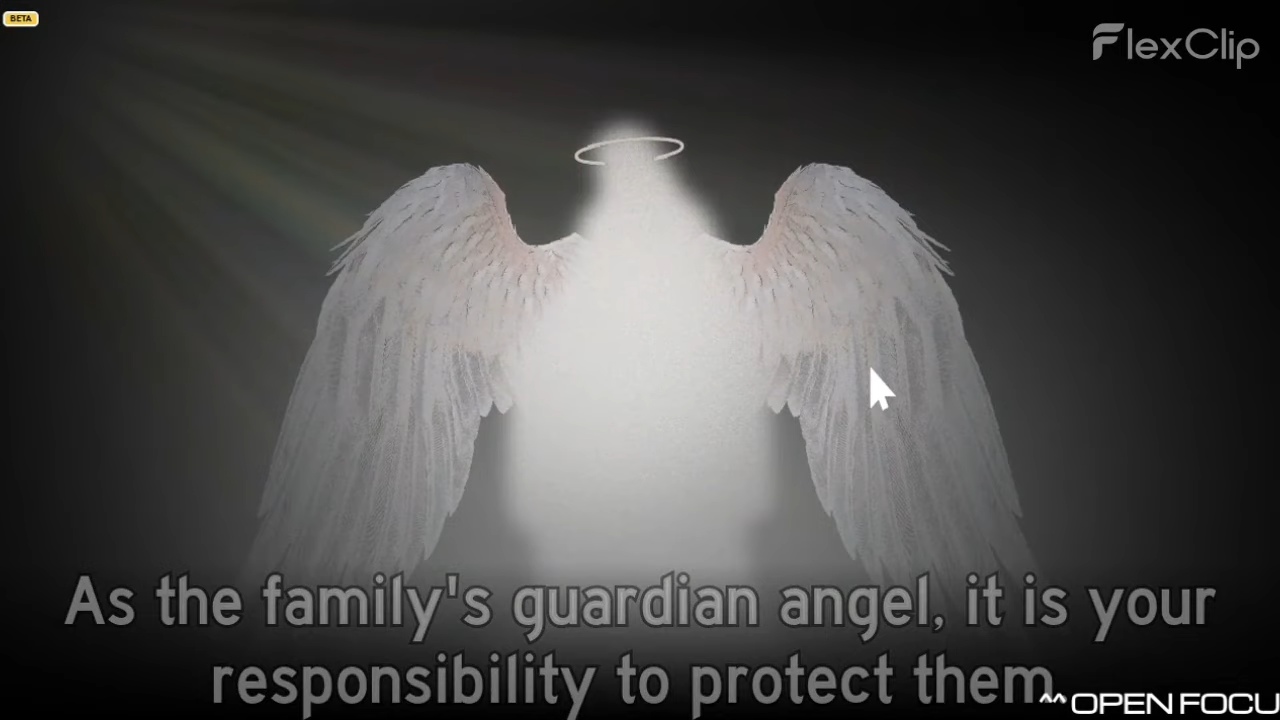 BETA
FlexClip
As the family's guardian angel, it is your
responsibility to protect them.
^^ OPEN FOCU